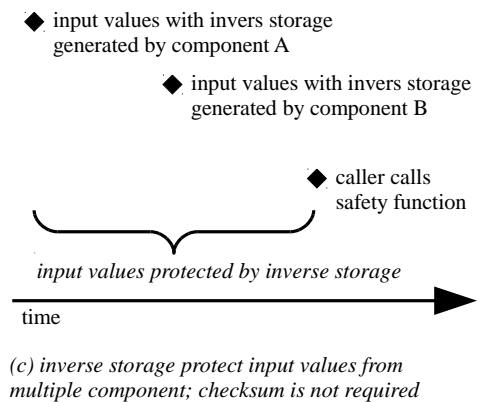 input values with invers storage
generated by component A
input values with invers storage
generated by component B
caller calls
safety function
input values protected by inverse storage
time
(c) inverse storage protect input values from
multiple component; checksum is not required